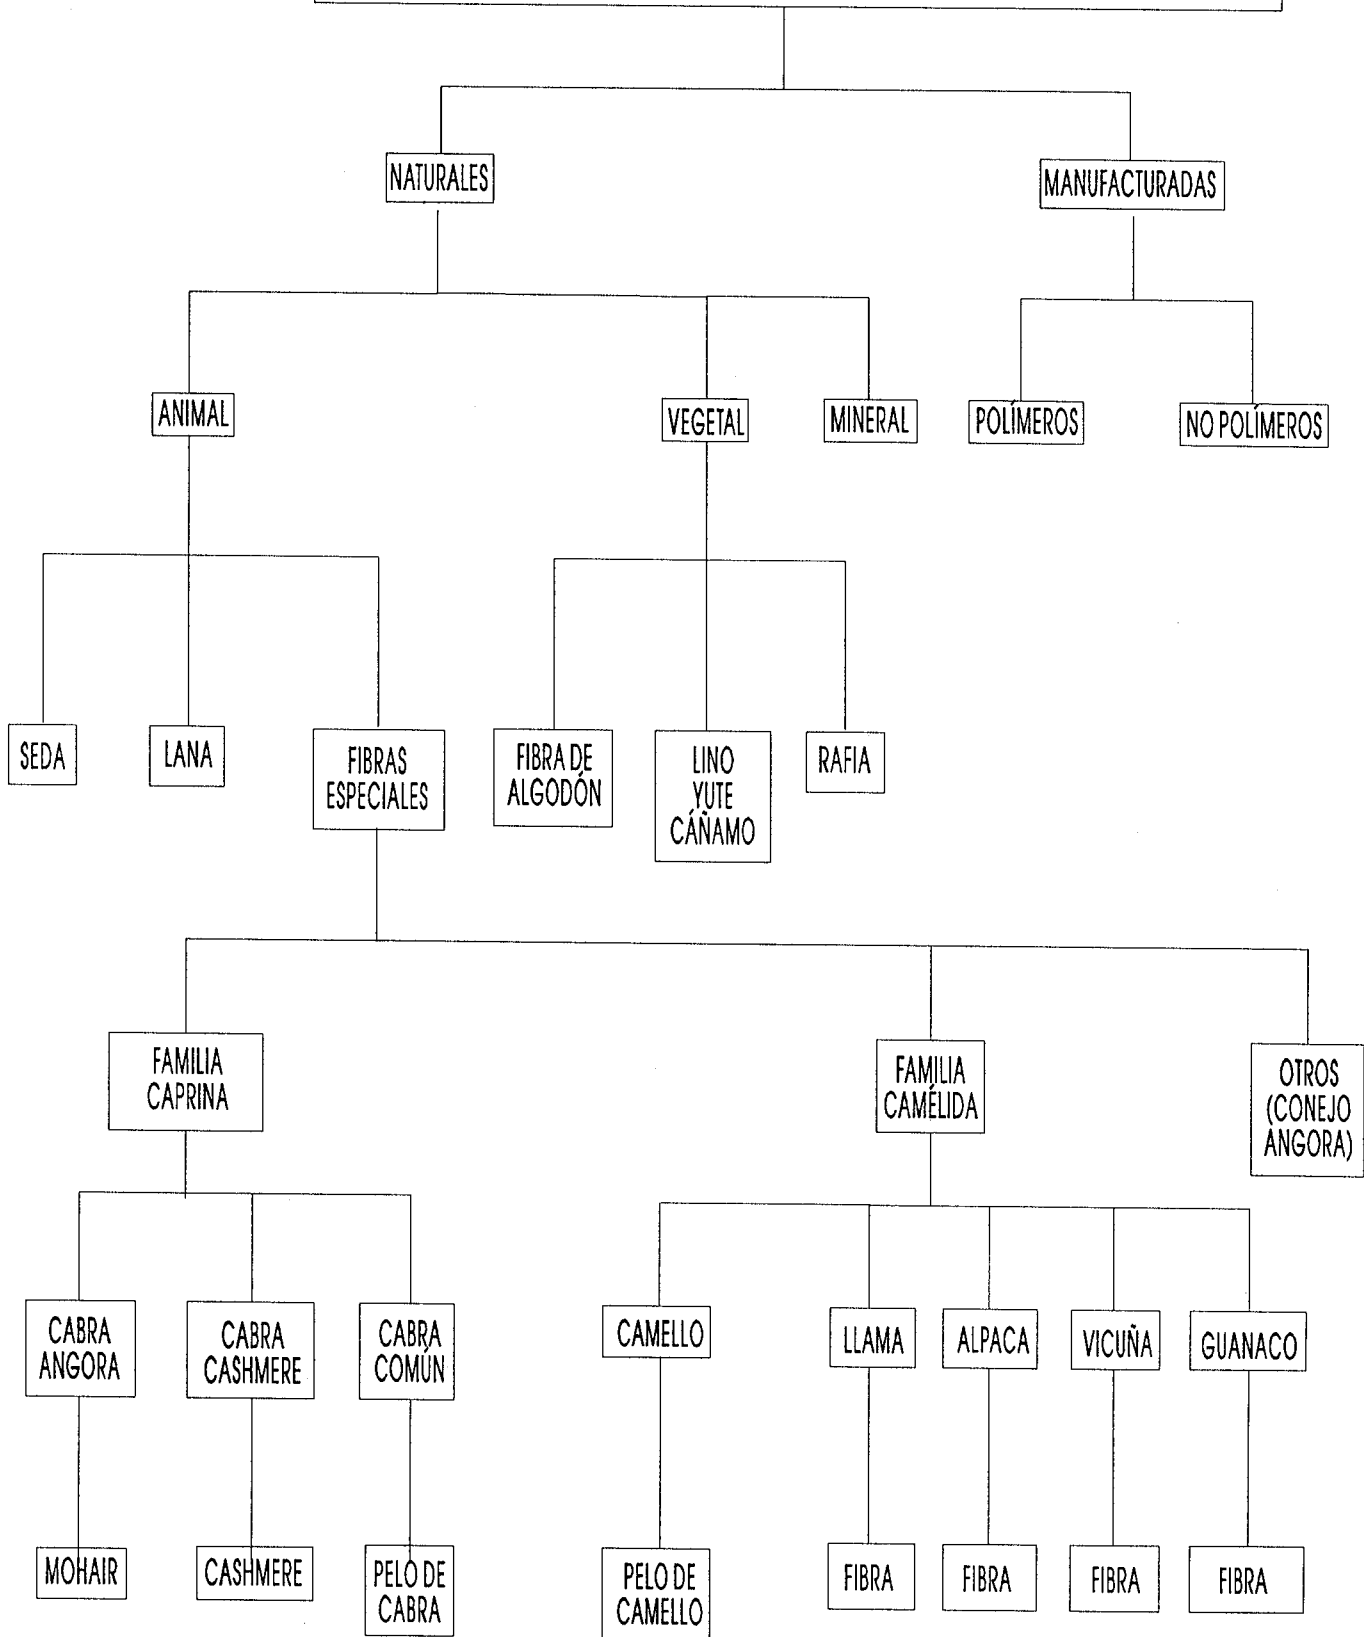 NATURALES
MANUFACTURADAS
ANIMAL
VEGETAL
MINERAL
POLÍMEROS
NO POLÍMEROS
SEDA
LANA
FIBRAS
ESPECIALES
FIBRA DE
ALGODÓN
LINO
YUTE
CÁÑAMO
RAFIA
FAMILIA
CAPRINA
FAMILIA
CAMÉLIDA
OTROS
(CONEJO
ANGORA)
CABRA
ANGORA
CABRA
CASHMERE
CABRA
COMÚN
CAMELLO
LLAMA
ALPACA
VICUÑA
GUANACO
MOHAIR
CASHMERE
PELO DE
CABRA
PELO DE
CAMELLO
FIBRA
FIBRA
FIBRA
FIBRA